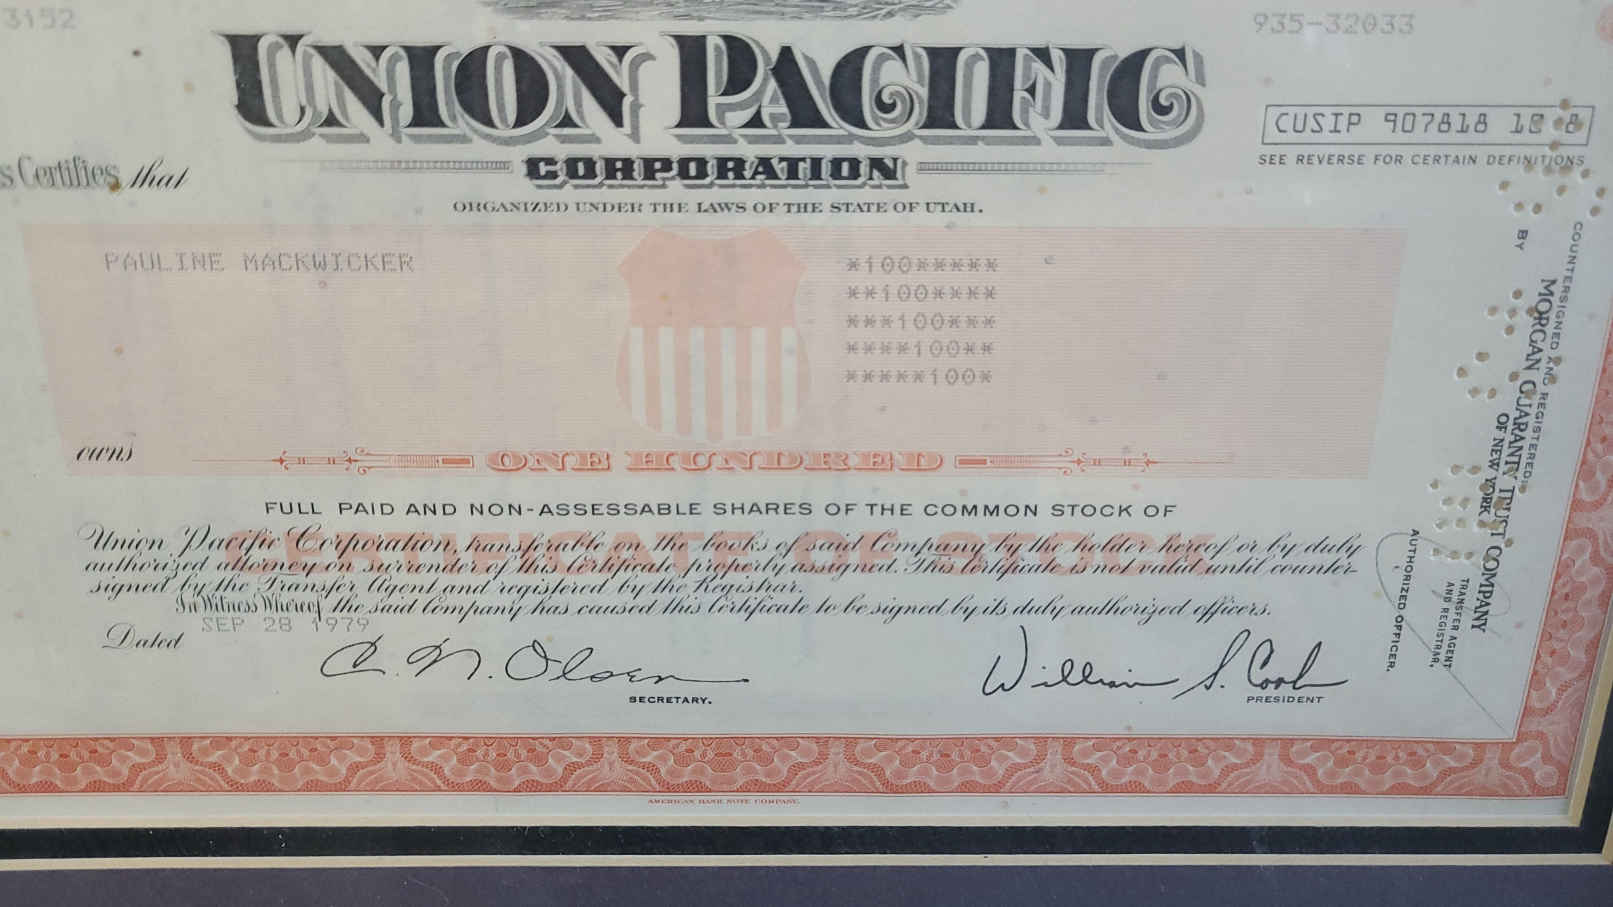 3152
935-32033
UNION PACIFIC
CORPORATION
CUSIP 907818 10 8
SEE REVERSE FOR CERTAIN DEFINITIONS
s Certifies that
ORGANIZED UNDER THE LAWS OF THE STATE OF UTAH.
PAULINE MACKWICKER
*100*****
**100****
***100***
****100**
*****100*
owns
ONE HUNDRED
FULL PAID AND NON-ASSESSABLE SHARES OF THE COMMON STOCK OF
CERTIFICATE OF STOCK
Union Pacific Corporation, transferable on the books of said Company by the holder hereof or by duly
authorized attorney on surrender of this Certificate properly assigned. This Certificate is not valid until counter-
signed by the Transfer Agent and registered by the Registrar.
In Witness Whereof the said Company has caused this Certificate to be signed by its duly authorized officers.
Dated SEP 28 1979
C. N. Olsen
SECRETARY.
William S. Cook
PRESIDENT
COUNTERSIGNED AND REGISTERED:
MORGAN GUARANTY TRUST COMPANY
OF NEW YORK
TRANSFER AGENT
AND REGISTRAR,
BY
AUTHORIZED OFFICER.
AMERICAN BANK NOTE COMPANY.